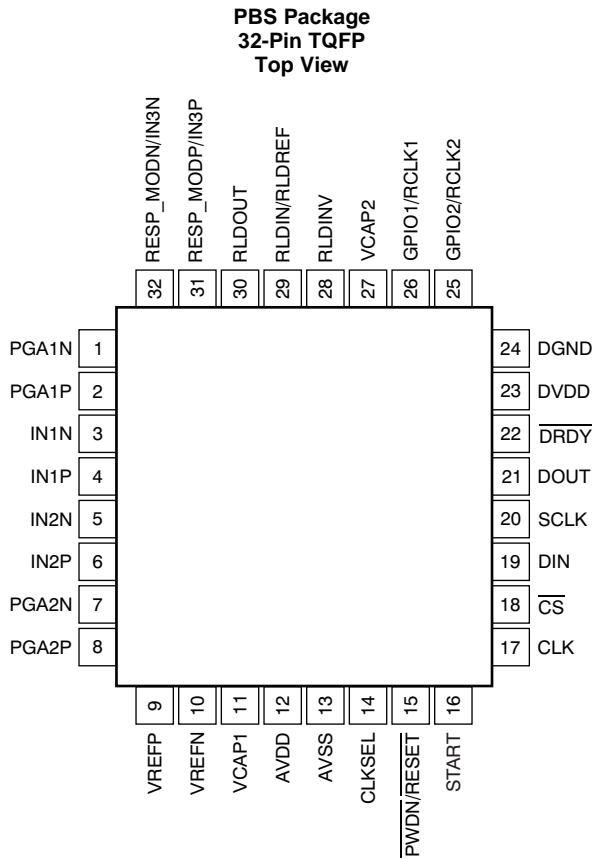 PBS Package
32-Pin TQFP
Top View
RESP_MODN/IN3N
RESP_MODP/IN3P
RLDOUT
RLDIN/RLDREF
RLDINV
VCAP2
GPIO1/RCLK1
GPIO2/RCLK2
32
31
30
29
28
27
26
25
PGA1N 1
PGA1P 2
IN1N 3
IN1P 4
IN2N 5
IN2P 6
PGA2N 7
PGA2P 8
24 DGND
23 DVDD
22 DRDY
21 DOUT
20 SCLK
19 DIN
18 CS
17 CLK
9
10
11
12
13
14
15
16
VREFP
VREFN
VCAP1
AVDD
AVSS
CLKSEL
PWDN/RESET
START